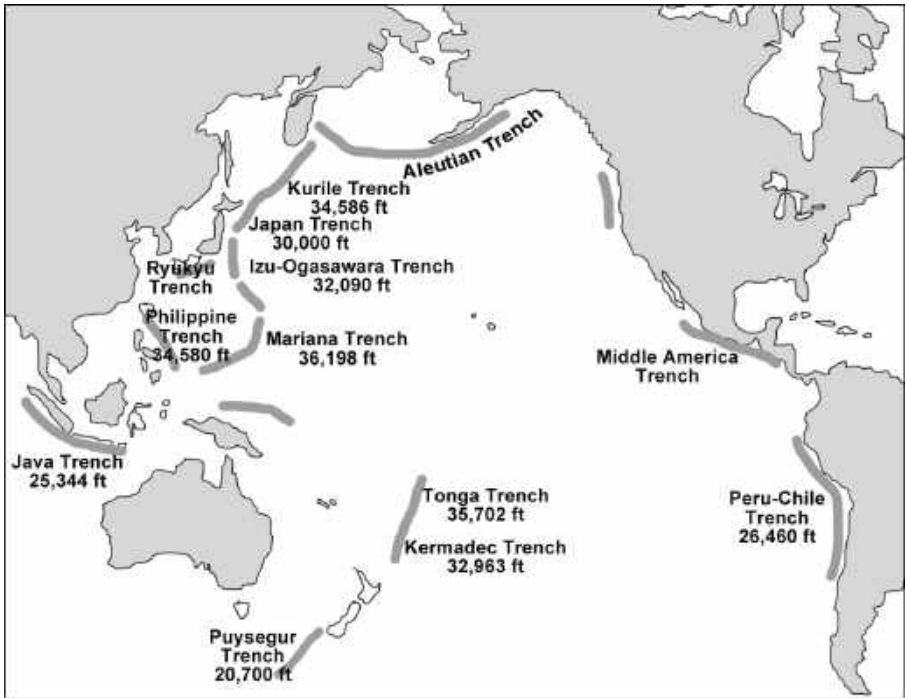 Aleutian Trench
Kurile Trench
34,586 ft
Japan Trench
30,000 ft
Ryukyu
Trench
Izu-Ogasawara Trench
32,090 ft
Philippine
Trench
34,580 ft
Mariana Trench
36,198 ft
Middle America
Trench
Java Trench
25,344 ft
Tonga Trench
35,702 ft
Kermadec Trench
32,963 ft
Peru-Chile
Trench
26,460 ft
Puysegur
Trench
20,700 ft